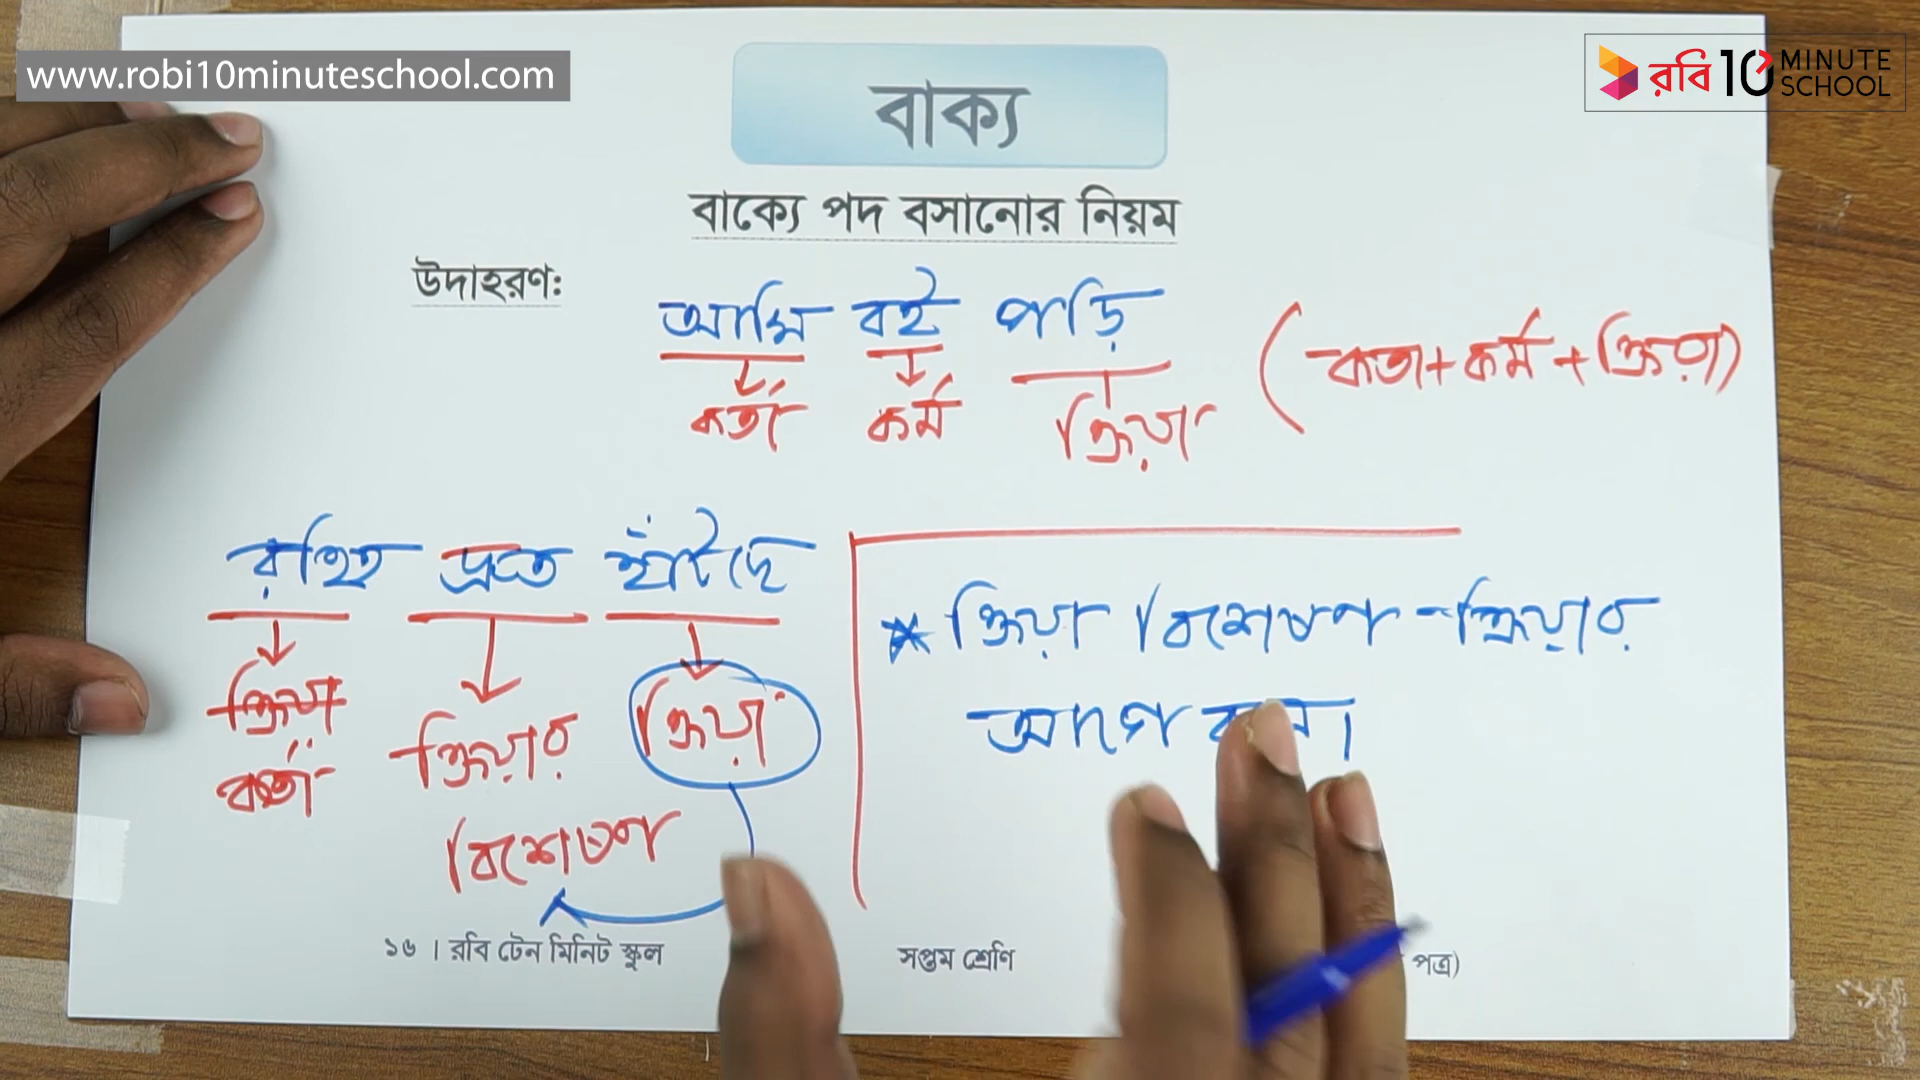 www.robi10minuteschool.com
রবি 10 MINUTE SCHOOL
বাক্য
বাক্যে পদ বসানোর নিয়ম
উদাহরণঃ
আমি বই পড়ি
কর্তা কর্ম ক্রিয়া
(কর্তা + কর্ম + ক্রিয়া)
দ্রুত হাঁটছে
ক্রিয়া ক্রিয়ার ক্রিয়া
কর্তা বিশেষণ
* ক্রিয়া বিশেষণ - ক্রিয়ার
আগে
১৬ । রবি টেন মিনিট স্কুল
সপ্তম শ্রেণি
পত্র)